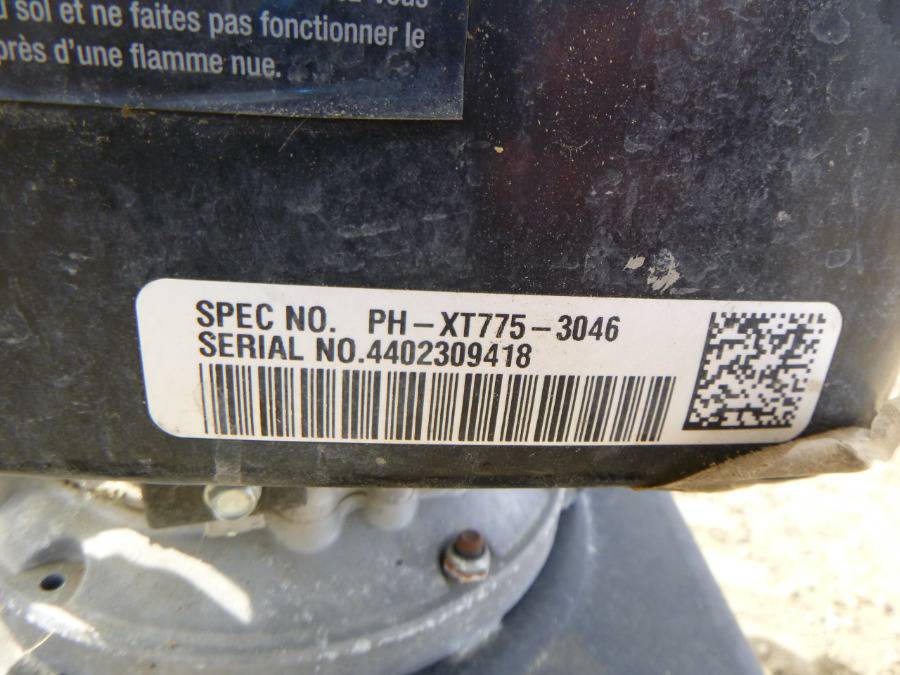 sol et ne faites pas fonctionner le
près d'une flamme nue.
SPEC NO. PH-XT775-3046
SERIAL NO.4402309418